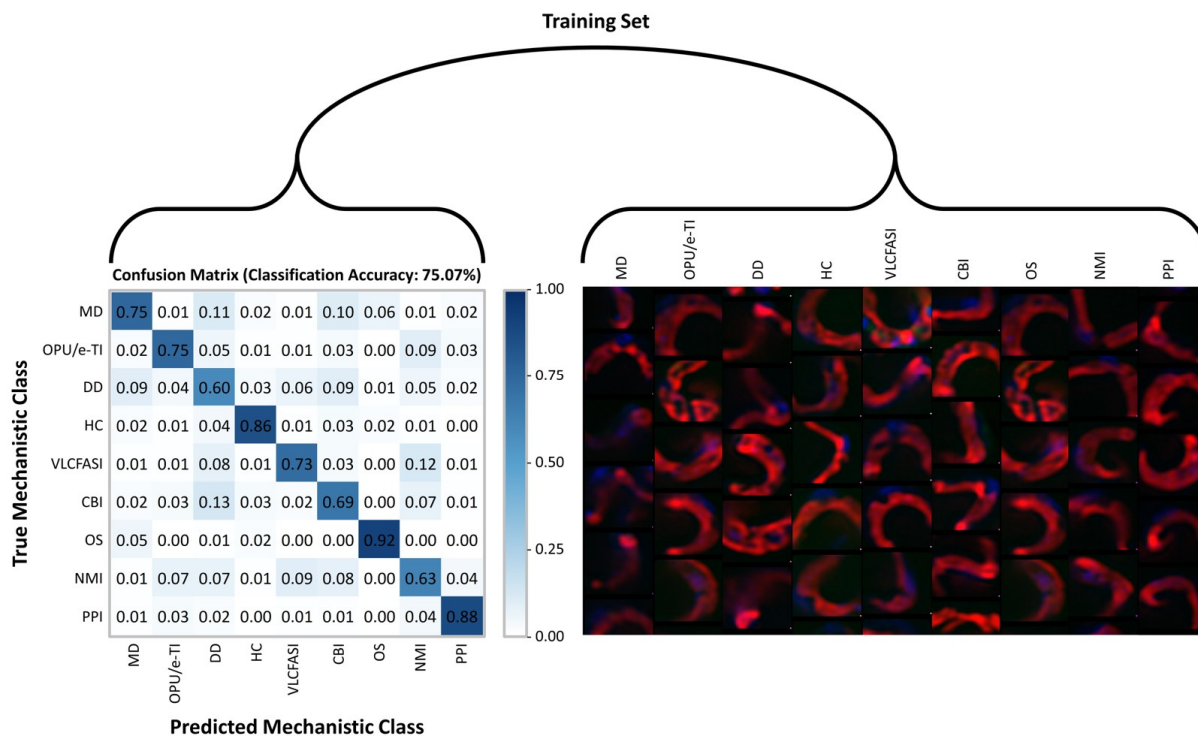 Training Set
Confusion Matrix (Classification Accuracy: 75.07%)
True Mechanistic Class
MD 0.75 0.01 0.11 0.02 0.01 0.10 0.06 0.01 0.02
OPU/e-TI 0.02 0.75 0.05 0.01 0.01 0.03 0.00 0.09 0.03
DD 0.09 0.04 0.60 0.03 0.06 0.09 0.01 0.05 0.02
HC 0.02 0.01 0.04 0.86 0.01 0.03 0.02 0.01 0.00
VLCFASI 0.01 0.01 0.08 0.01 0.73 0.03 0.00 0.12 0.01
CBI 0.02 0.03 0.13 0.03 0.02 0.69 0.00 0.07 0.01
OS 0.05 0.00 0.01 0.02 0.00 0.00 0.92 0.00 0.00
NMI 0.01 0.07 0.07 0.01 0.09 0.08 0.00 0.63 0.04
PPI 0.01 0.03 0.02 0.00 0.01 0.01 0.00 0.04 0.88
MD OPU/e-TI DD HC VLCFASI CBI OS NMI PPI
Predicted Mechanistic Class
1.00
0.75
0.50
0.25
0.00
MD OPU/e-TI DD HC VLCFASI CBI OS NMI PPI